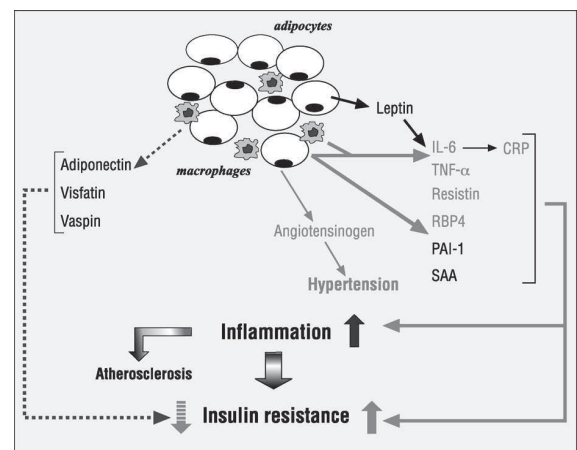 adipocytes
Leptin
IL-6 → CRP
TNF-α
Resistin
RBP4
PAI-1
SAA
macrophages
Adiponectin
Visfatin
Vaspin
Angiotensinogen
Hypertension
Inflammation
Atherosclerosis
Insulin resistance